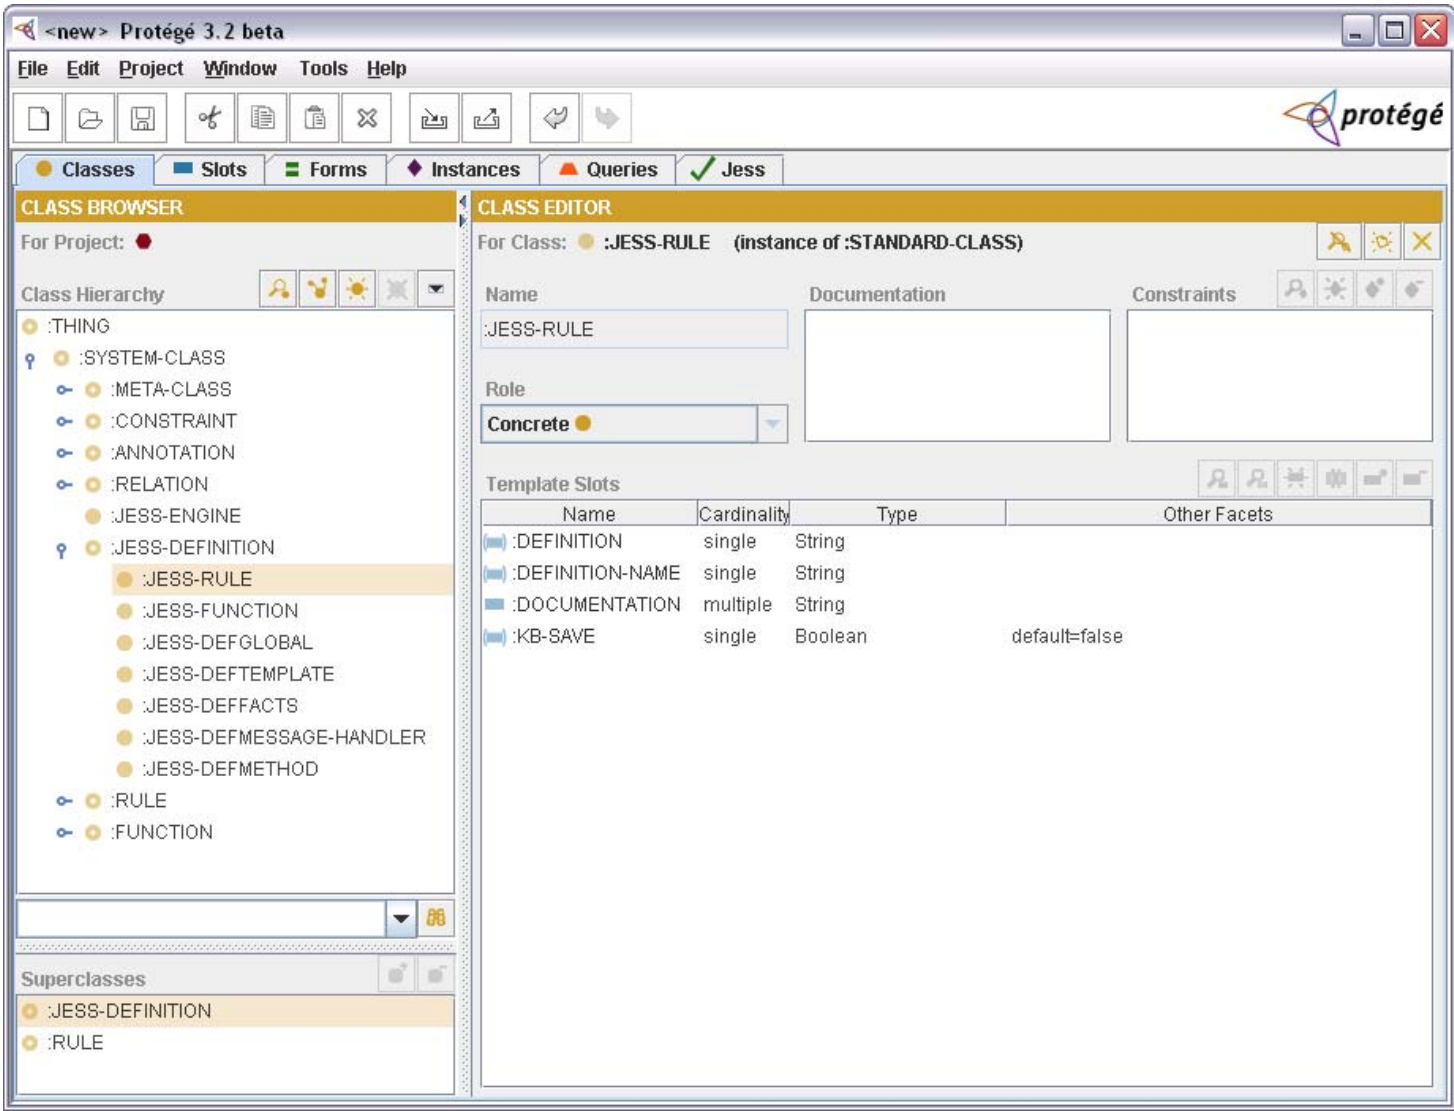 <new> Protégé 3.2 beta
File Edit Project Window Tools Help
protégé
Classes Slots Forms Instances Queries Jess
CLASS BROWSER
For Project:
Class Hierarchy
:THING
:SYSTEM-CLASS
:META-CLASS
:CONSTRAINT
:ANNOTATION
:RELATION
:JESS-ENGINE
:JESS-DEFINITION
:JESS-RULE
:JESS-FUNCTION
:JESS-DEFGLOBAL
:JESS-DEFTEMPLATE
:JESS-DEFFACTS
:JESS-DEFMESSAGE-HANDLER
:JESS-DEFMETHOD
:RULE
:FUNCTION
Superclasses
:JESS-DEFINITION
:RULE
CLASS EDITOR
For Class: :JESS-RULE (instance of :STANDARD-CLASS)
Name Documentation Constraints
:JESS-RULE
Role
Concrete
Template Slots
Name Cardinality Type Other Facets
:DEFINITION single String
:DEFINITION-NAME single String
:DOCUMENTATION multiple String
:KB-SAVE single Boolean default=false